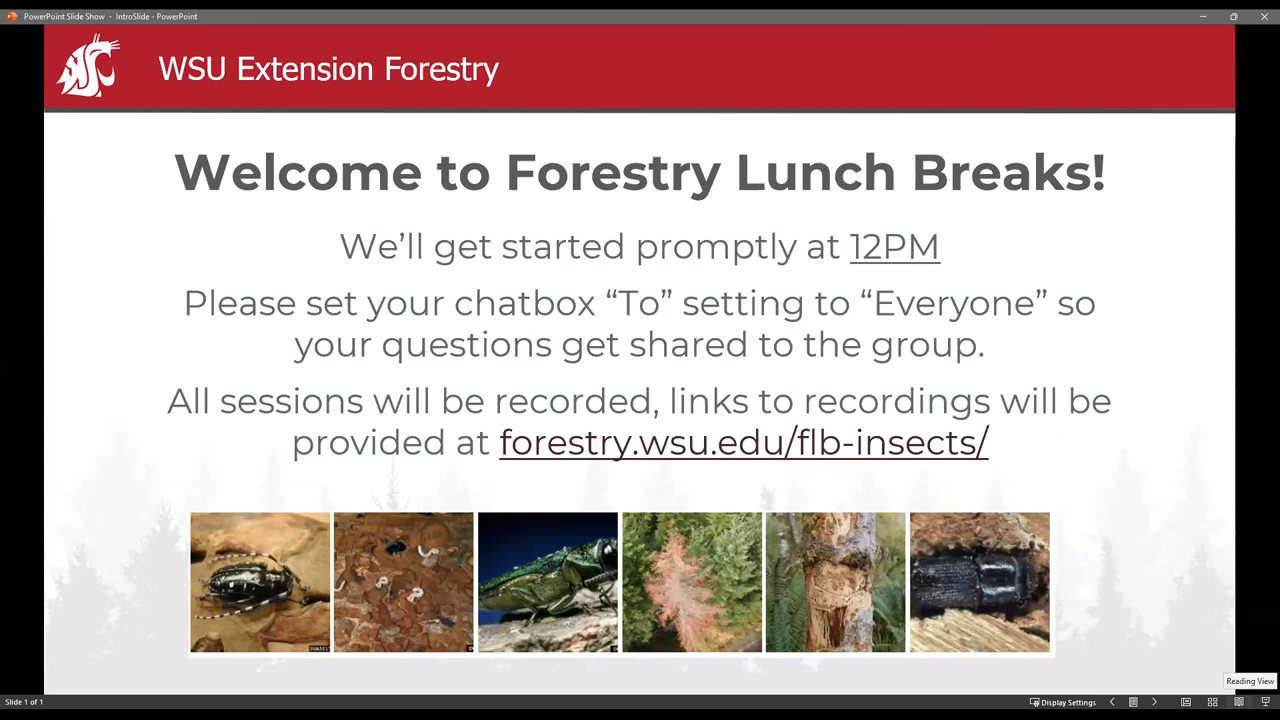 PowerPoint Slide Show - IntroSlide - PowerPoint
WSU Extension Forestry
Welcome to Forestry Lunch Breaks!
We’ll get started promptly at 12PM
Please set your chatbox “To” setting to “Everyone” so
your questions get shared to the group.
All sessions will be recorded, links to recordings will be
provided at forestry.wsu.edu/flb-insects/
Reading View
Slide 1 of 1
Display Settings